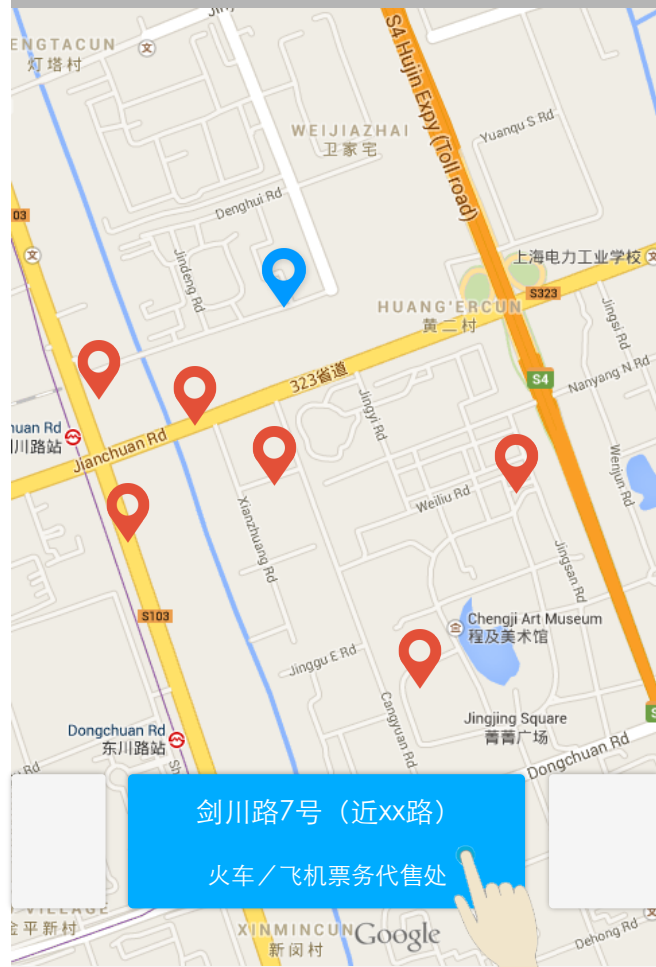 ENGTACUN
灯塔村
S4 Hujin Expy (Toll road)
WEIJIAZHAI
卫家宅
Yuanqu S Rd
Denghui Rd
03
Jindeng Rd
上海电力工业学校
S323
HUANG'ERCUN
黄二村
Jingsi Rd
323省道
S4
Nanyang N Rd
Jingyi Rd
huan Rd
川路站
Jianchuan Rd
Wenjun Rd
Weiliu Rd
Xianzhuang Rd
Jingsan Rd
S103
Chengji Art Museum
程及美术馆
Jinggu E Rd
Cangyuan Rd
Jingjing Square
菁菁广场
Dongchuan Rd
东川路站
Dongchuan Rd
剑川路7号（近xx路）
火车／飞机票务代售处
VILLAGE
金平新村
XINMINCUN
新闵村
Google
Dehong Rd